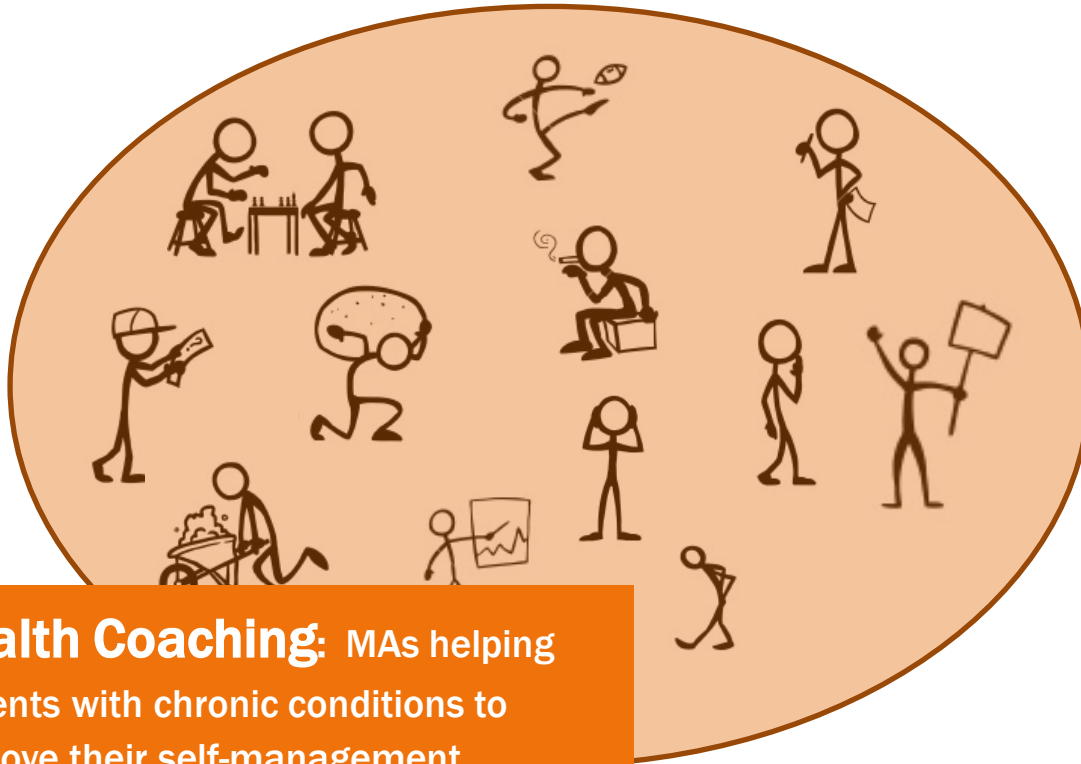 alth Coaching: MAs helping
ents with chronic conditions to
ove their self-management